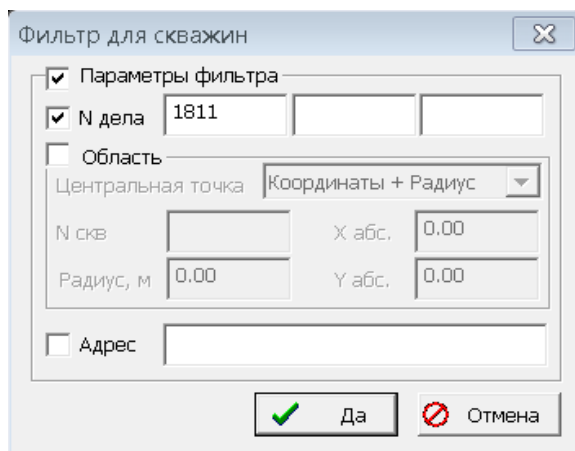 Фильтр для скважин
Параметры фильтра
N дела 1811
Область
Центральная точка Координаты + Радиус
N скв X абс. 0.00
Радиус, м 0.00 Y абс. 0.00
Адрес
Да Отмена